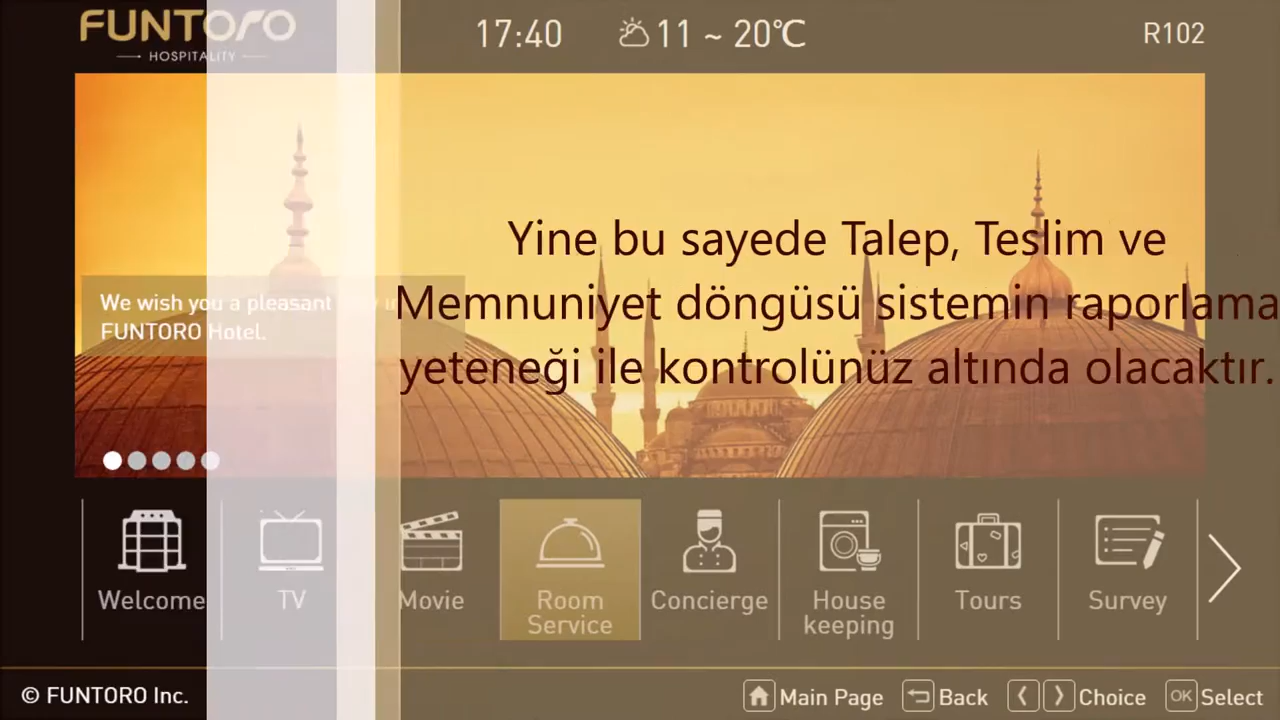 FUNTORO
HOSPITALITY
17:40
11 ~ 20℃
R102
Yine bu sayede Talep, Teslim ve
Memnuniyet döngüsü sistemin raporlama
yeteneği ile kontrolünüz altında olacaktır.
We wish you a pleasant
FUNTORO Hotel.
Welcome
TV
Movie
Room
Service
Concierge
House
keeping
Tours
Survey
© FUNTORO Inc.
Main Page
Back
Choice
OK Select